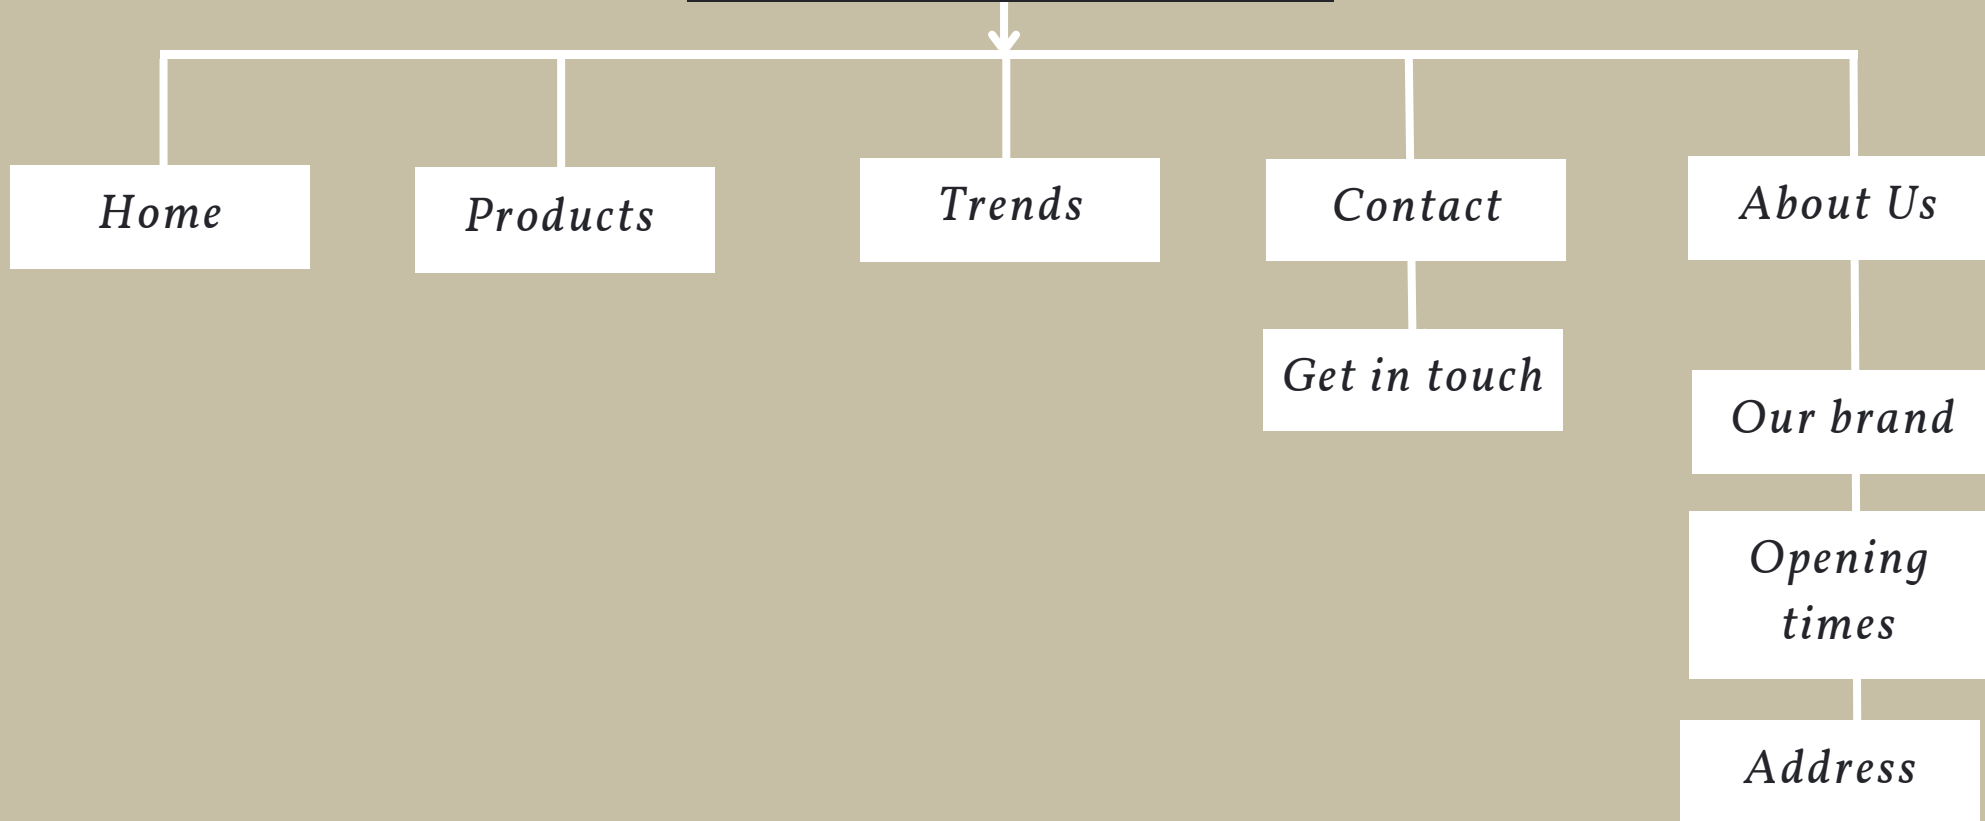 Home
Products
Trends
Contact
About Us
Get in touch
Our brand
Opening
times
Address